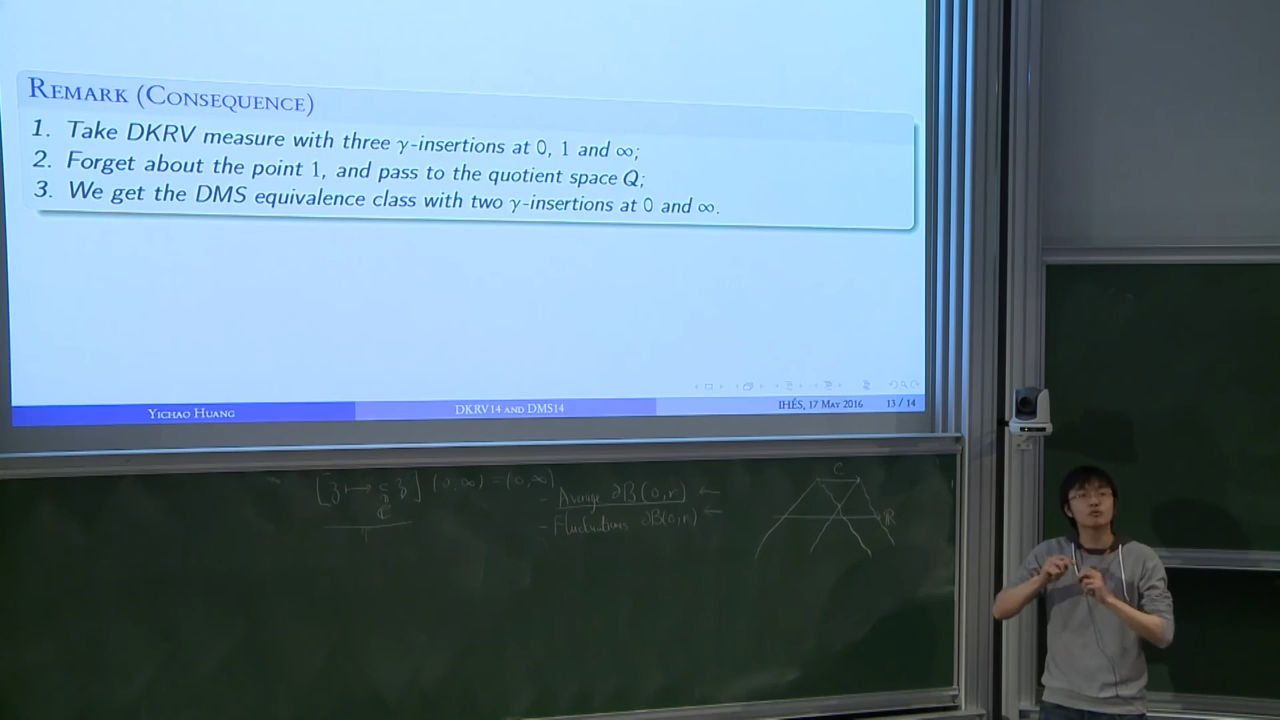 REMARK (CONSEQUENCE)
1. Take DKRV measure with three γ-insertions at 0, 1 and ∞;
2. Forget about the point 1, and pass to the quotient space Q;
3. We get the DMS equivalence class with two γ-insertions at 0 and ∞.
YICHAO HUANG
DKRV14 AND DMS14
IHÉS, 17 MAY 2016 13 / 14
(0,∞) = (0,∞)
- Average ∂B(0,r) ←
- Fluctuations ∂B(0,r) ←
C
R